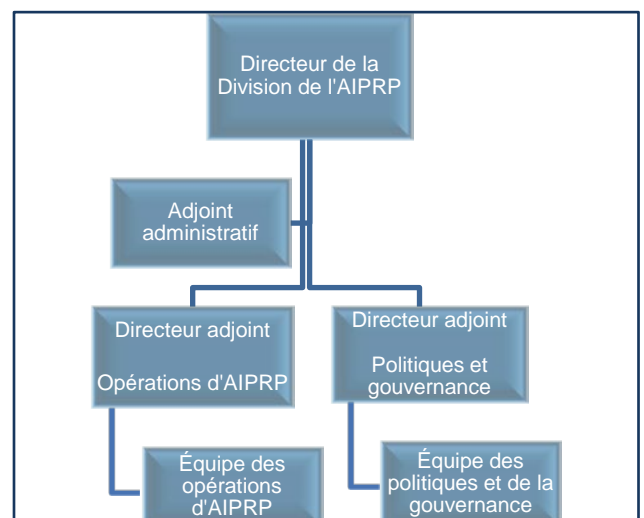 Directeur de la
Division de l'AIPRP
Adjoint
administratif
Directeur adjoint
Opérations d'AIPRP
Directeur adjoint
Politiques et
gouvernance
Équipe des
opérations
d'AIPRP
Équipe des
politiques et de la
gouvernance